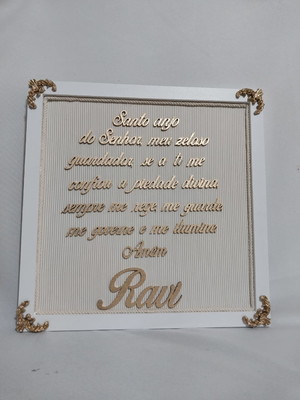 Santo anjo
do Senhor, meu zeloso
guardador, se a ti me
confiou a piedade divina,
sempre me rege, me guarde,
me governe e me ilumine.
Amém
Ravi